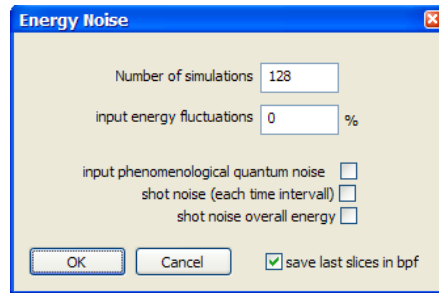 Energy Noise
Number of simulations 128
input energy fluctuations 0 %
input phenomenological quantum noise
shot noise (each time intervall)
shot noise overall energy
OK Cancel save last slices in bpf